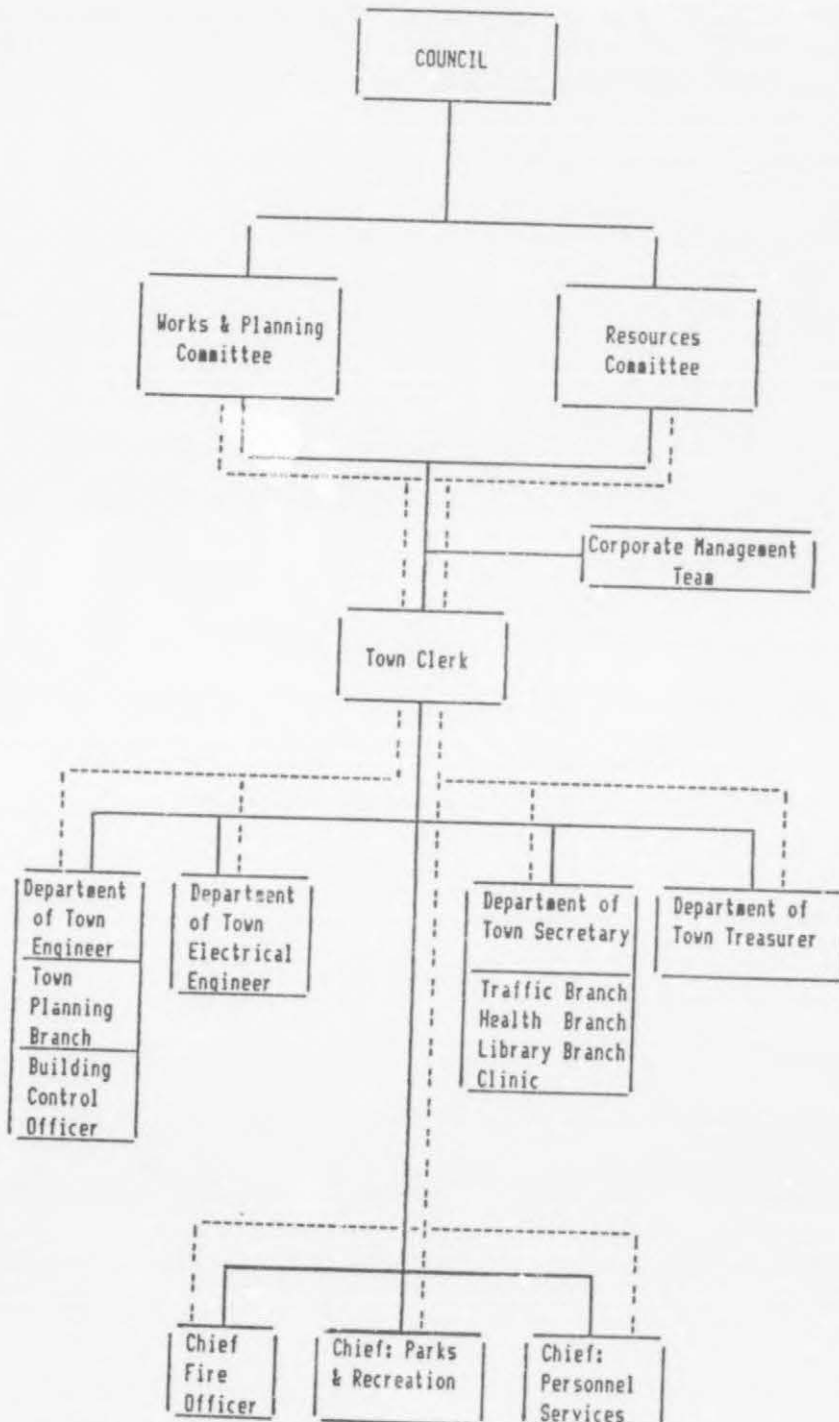 COUNCIL
Works & Planning
Committee
Resources
Committee
Corporate Management
Team
Town Clerk
Department
of Town
Engineer
Town
Planning
Branch
Building
Control
Officer
Department
of Town
Electrical
Engineer
Department of
Town Secretary
Traffic Branch
Health Branch
Library Branch
Clinic
Department of
Town Treasurer
Chief
Fire
Officer
Chief: Parks
& Recreation
Chief:
Personnel
Services